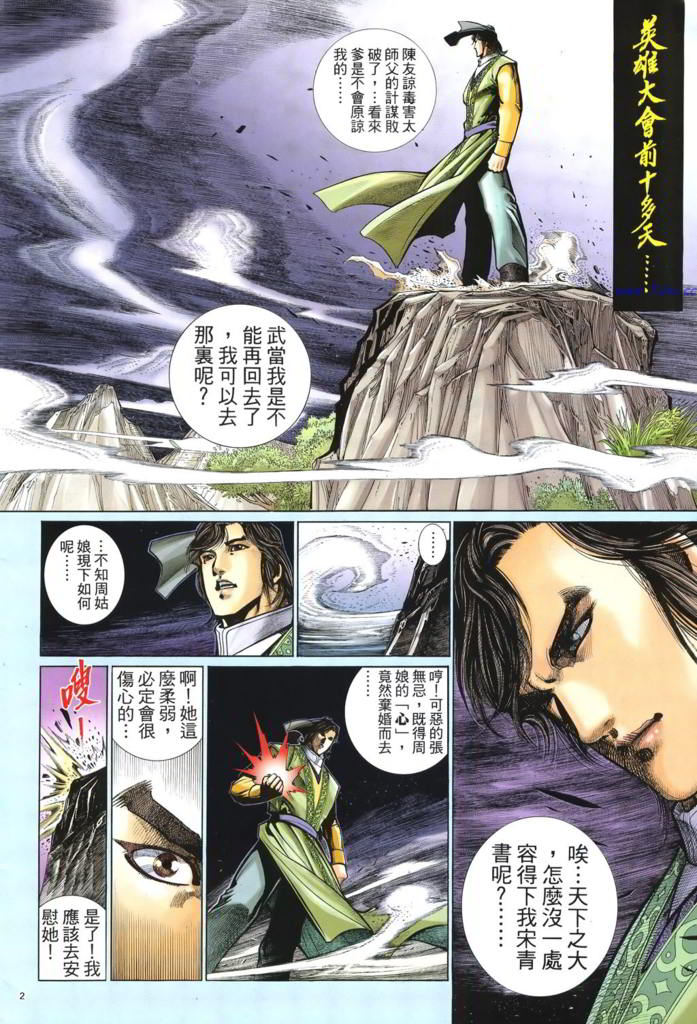 英雄大會前十多天……
陳友諒毒害太
師父的計謀敗
破了，…看來
爹是不會原諒
我的……
武當我是不
能再回去了
，我可以去
那裏呢？
唉…天下之大
，怎麼沒一處
容得下我宋青
書呢？………
……
…不知周姑
娘現下如何
呢……
哼！可惡的張
無忌，既得周
娘的「心」，
竟然棄婚而去
……
啊！她這
麼柔弱，
必定會很
傷心的…
嗖！
是了！我
應該去安
慰她！
2